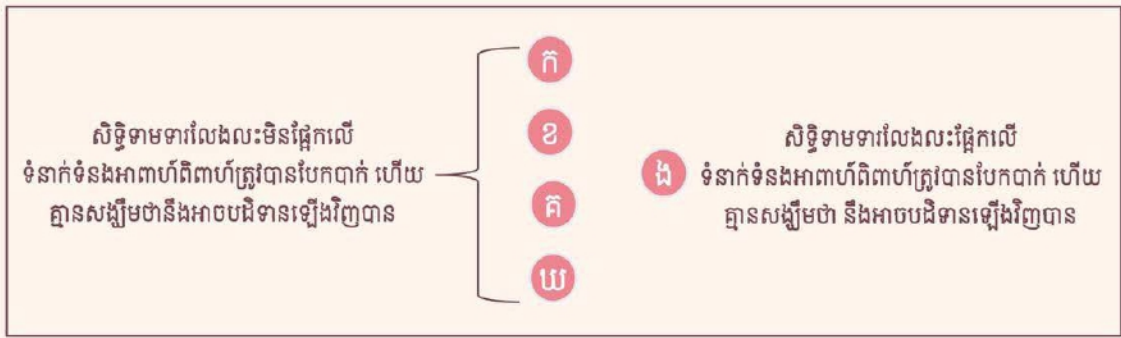 សិទ្ធិទាមទារលែងលះមិនផ្អែកលើ
ទំនាក់ទំនងអាពាហ៍ពិពាហ៍ត្រូវបានបែកបាក់ ហើយ
គ្មានសង្ឃឹមថានឹងអាចបដិទានឡើងវិញបាន
ក
ខ
គ
ឃ
ង
សិទ្ធិទាមទារលែងលះផ្អែកលើ
ទំនាក់ទំនងអាពាហ៍ពិពាហ៍ត្រូវបានបែកបាក់ ហើយ
គ្មានសង្ឃឹមថា នឹងអាចបដិទានឡើងវិញបាន